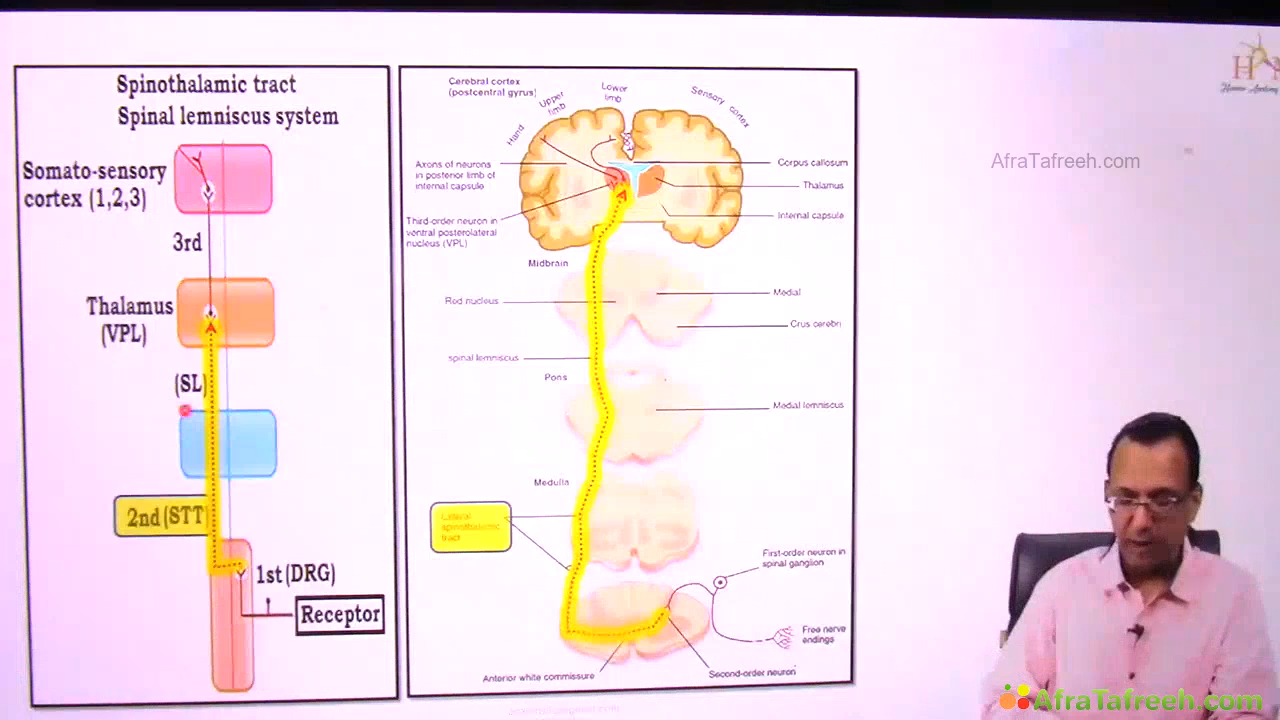 Spinothalamic tract
Spinal lemniscus system
Somato-sensory
cortex (1,2,3)
3rd
Thalamus
(VPL)
(SL)
2nd (STT)
1st (DRG)
Receptor
Cerebral cortex
(postcentral gyrus)
Hand
Upper
limb
Lower
limb
Sensory cortex
Axons of neurons
in posterior limb of
internal capsule
Corpus callosum
Thalamus
Third-order neuron in
ventral posterolateral
nucleus (VPL)
Internal capsule
Midbrain
Red nucleus
Medial
Crus cerebri
spinal lemniscus
Pons
Medial lemniscus
Medulla
Lateral
spinothalamic
tract
First-order neuron in
spinal ganglion
Free nerve
endings
Anterior white commissure
Second-order neuron
AfraTafreeh.com
AfraTafreeh.com